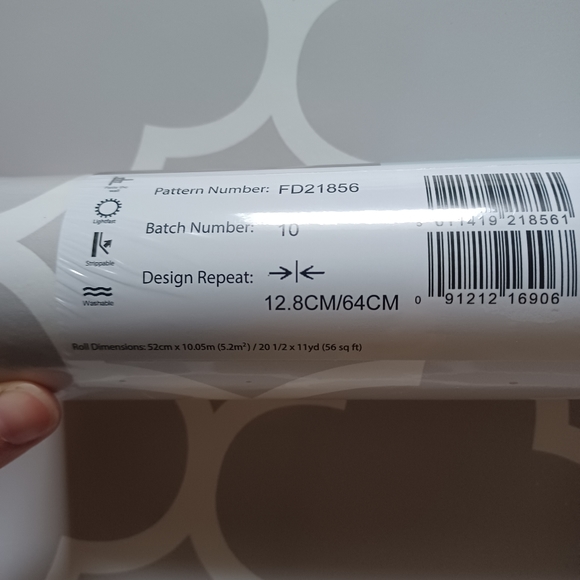 Pattern Number: FD21856
Lightfast
Batch Number: 10
Strippable
Design Repeat:
12.8CM/64CM
Washable
Roll Dimensions: 52cm x 10.05m (5.2m²) / 20 1/2 x 11yd (56 sq ft)
011419 218561
0 91212 16906